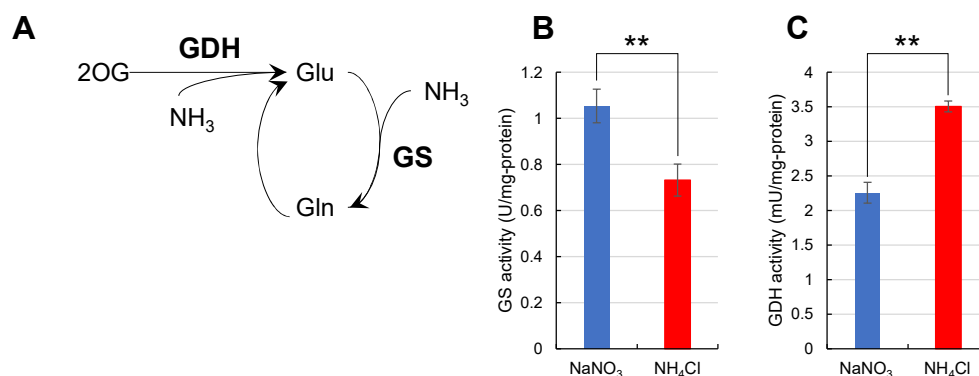 A
GDH
2OG
Glu
NH₃
NH₃
GS
Gln
B
**
GS activity (U/mg-protein)
1.2
1
0.8
0.6
0.4
0.2
0
NaNO₃
NH₄Cl
C
**
GDH activity (mU/mg-protein)
4
3.5
3
2.5
2
1.5
1
0.5
0
NaNO₃
NH₄Cl